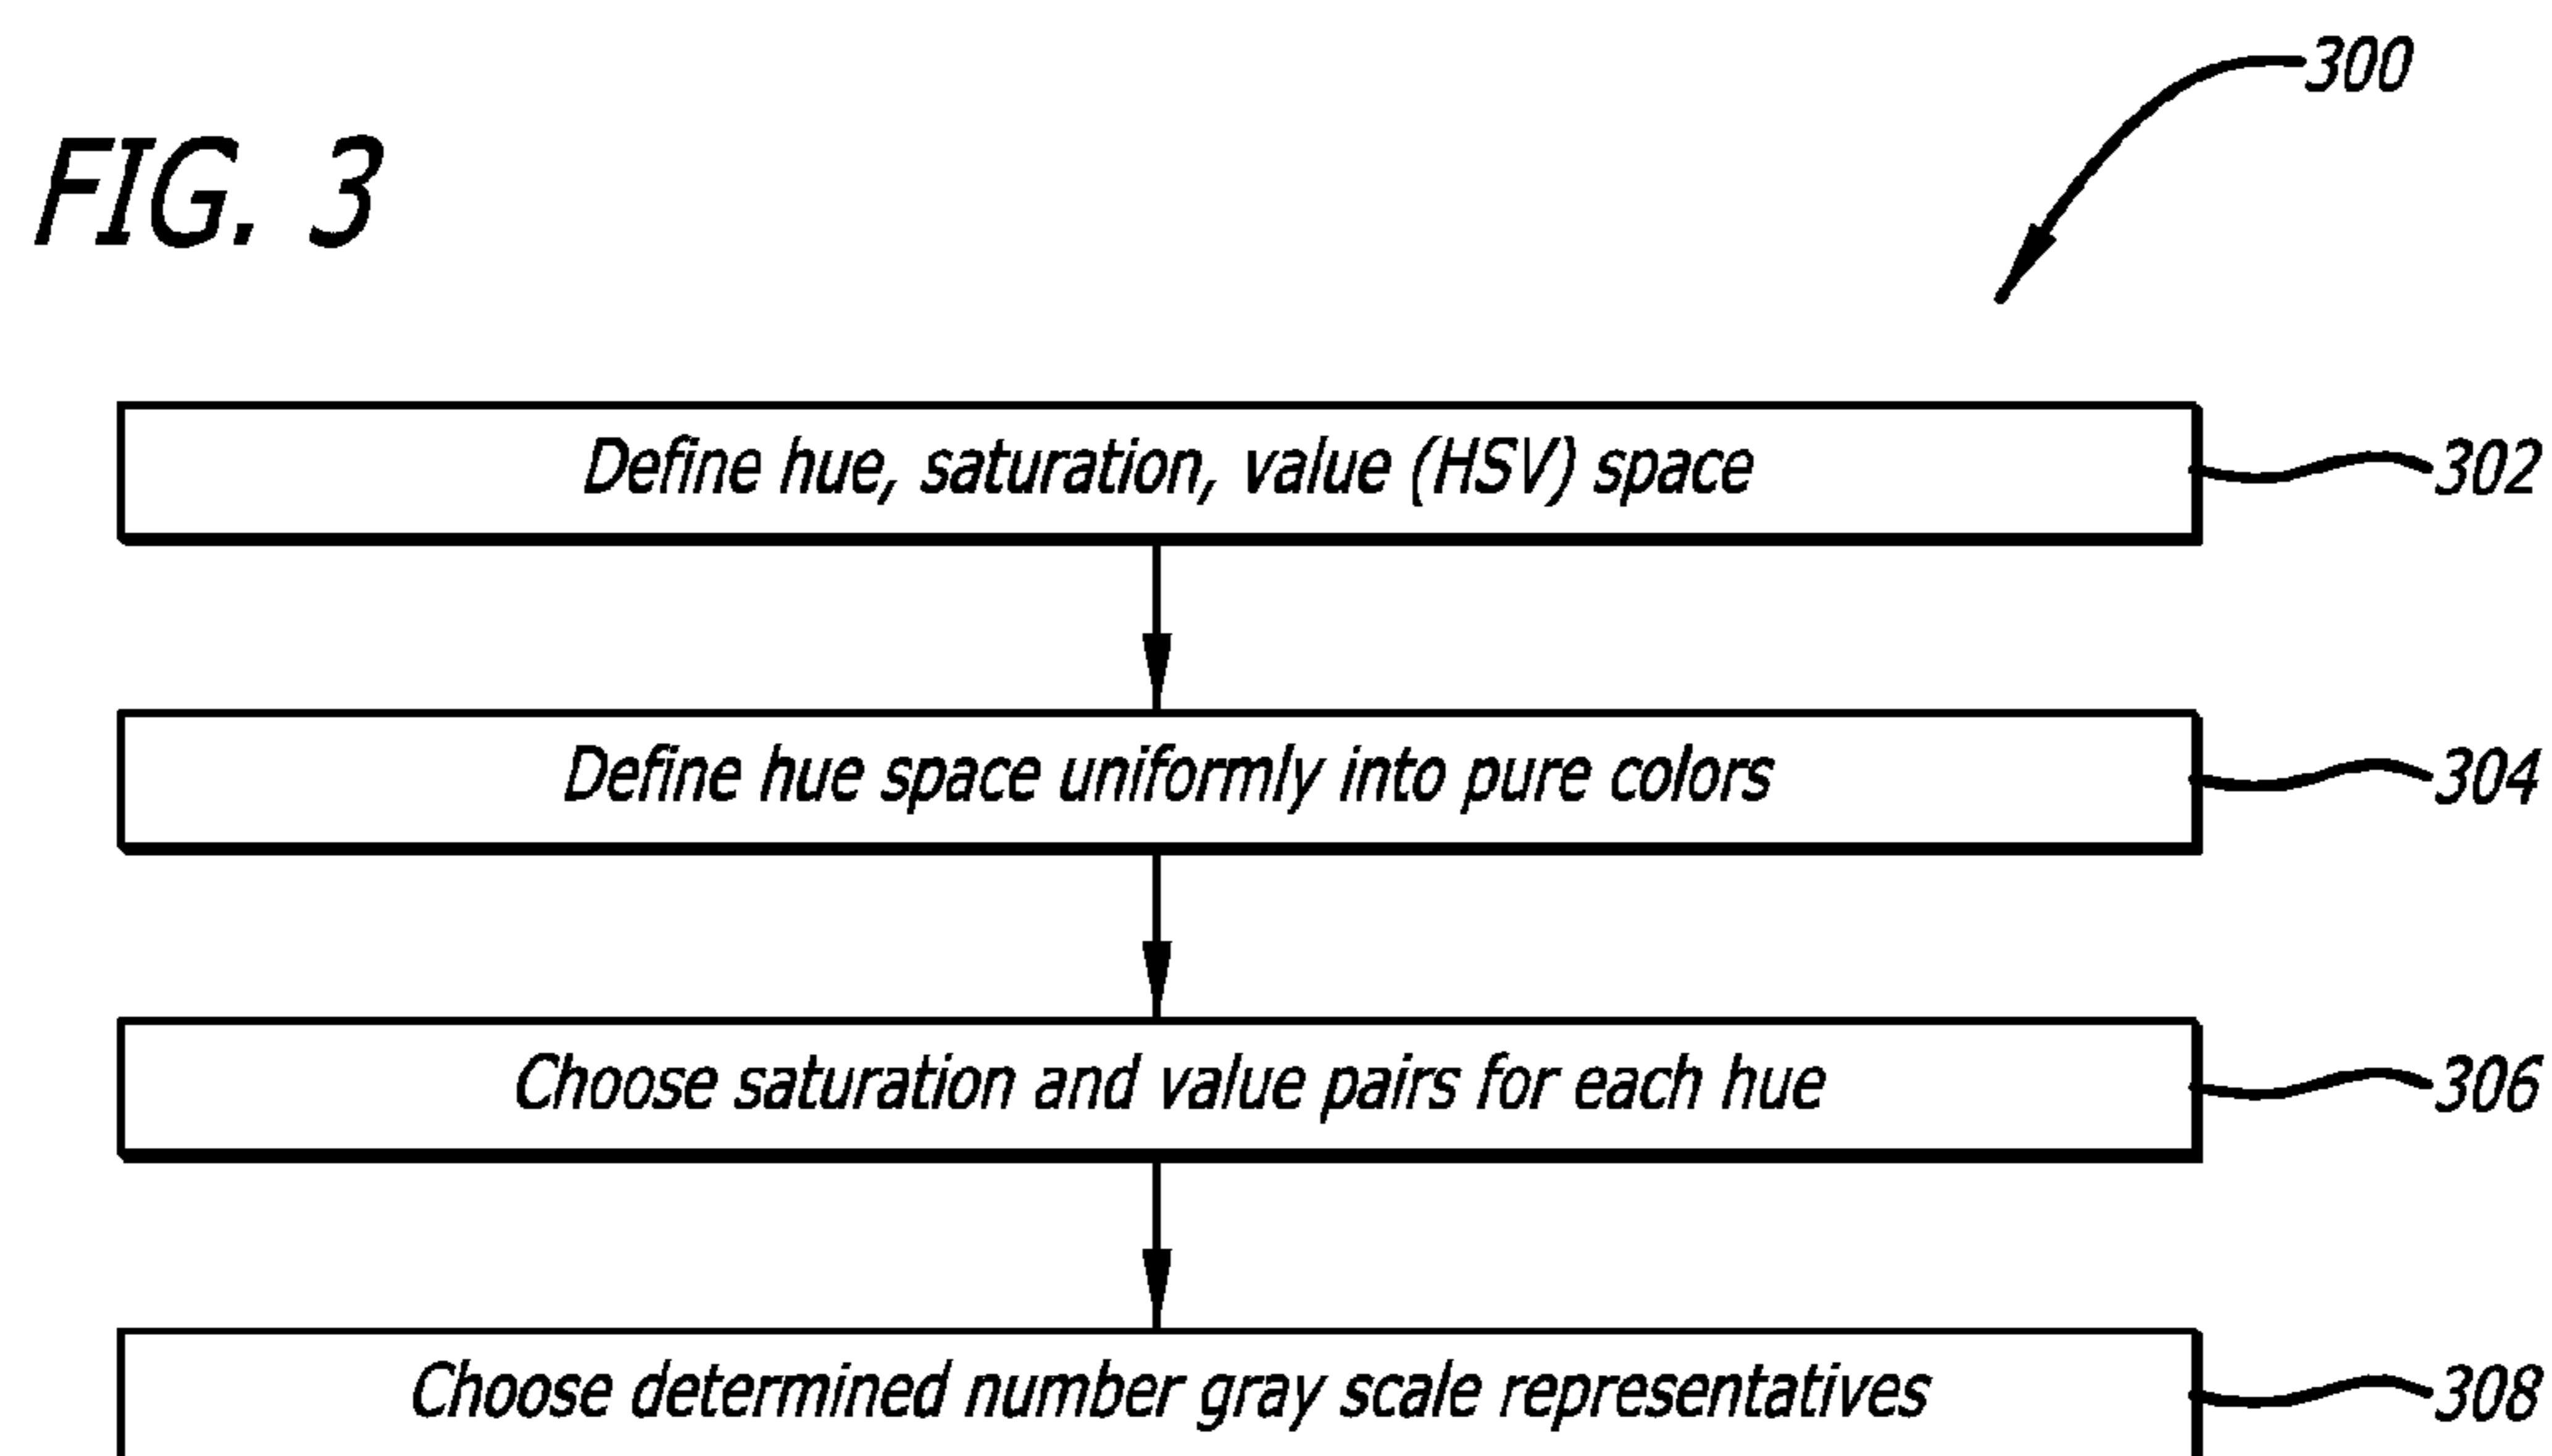 300
FIG. 3
Define hue, saturation, value (HSV) space
302
Define hue space uniformly into pure colors
304
Choose saturation and value pairs for each hue
306
Choose determined number gray scale representatives
308